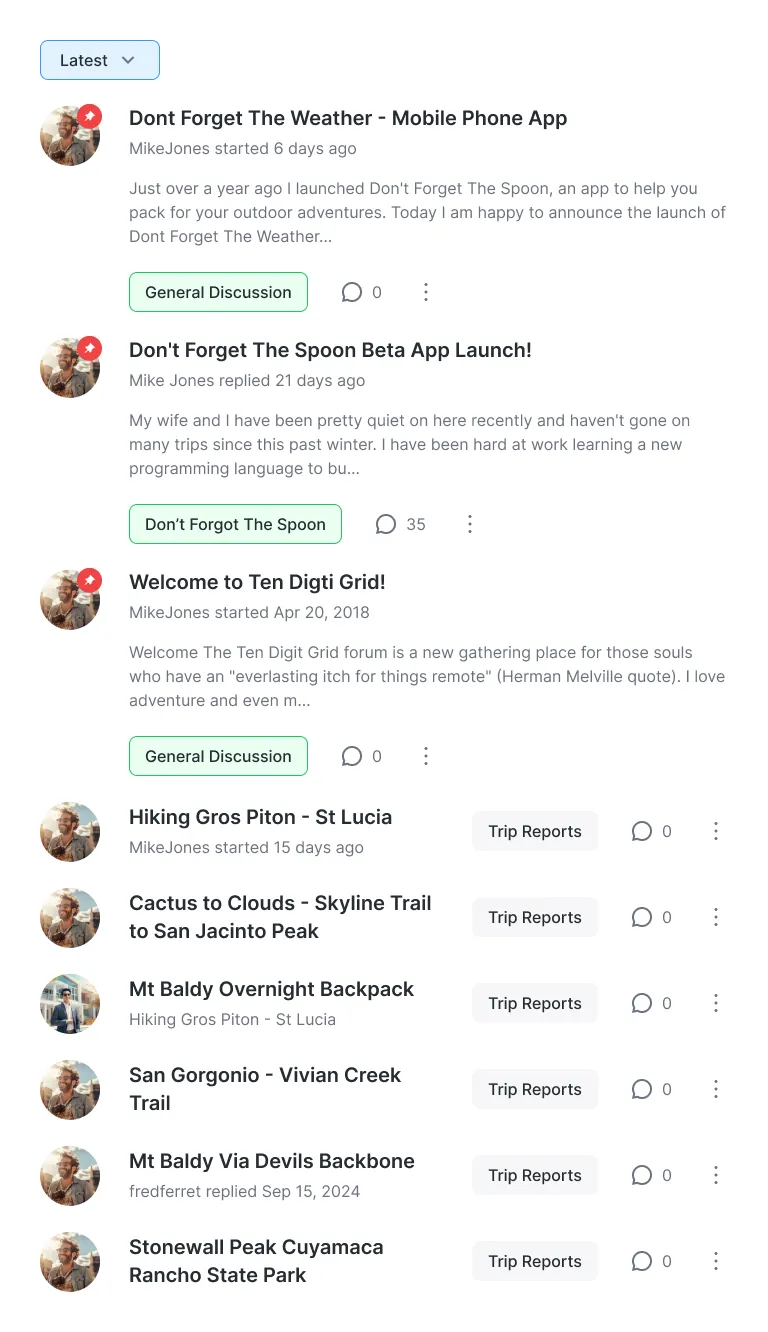 Latest
Dont Forget The Weather - Mobile Phone App
MikeJones started 6 days ago
Just over a year ago I launched Don't Forget The Spoon, an app to help you
pack for your outdoor adventures. Today I am happy to announce the launch of
Dont Forget The Weather...
General Discussion 0
Don't Forget The Spoon Beta App Launch!
Mike Jones replied 21 days ago
My wife and I have been pretty quiet on here recently and haven't gone on
many trips since this past winter. I have been hard at work learning a new
programming language to bu...
Don’t Forgot The Spoon 35
Welcome to Ten Digti Grid!
MikeJones started Apr 20, 2018
Welcome The Ten Digit Grid forum is a new gathering place for those souls
who have an "everlasting itch for things remote" (Herman Melville quote). I love
adventure and even m...
General Discussion 0
Hiking Gros Piton - St Lucia
MikeJones started 15 days ago
Trip Reports 0
Cactus to Clouds - Skyline Trail
to San Jacinto Peak
Trip Reports 0
Mt Baldy Overnight Backpack
Hiking Gros Piton - St Lucia
Trip Reports 0
San Gorgonio - Vivian Creek
Trail
Trip Reports 0
Mt Baldy Via Devils Backbone
fredferret replied Sep 15, 2024
Trip Reports 0
Stonewall Peak Cuyamaca
Rancho State Park
Trip Reports 0